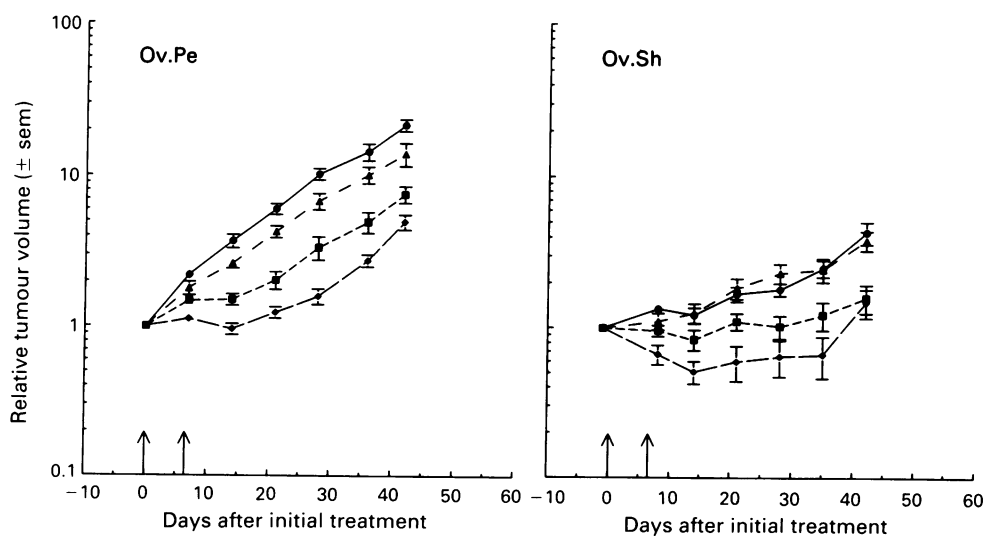 Ov.Pe
Ov.Sh
Relative tumour volume (± sem)
100
10
1
0.1
−10 0 10 20 30 40 50 60
−10 0 10 20 30 40 50 60
Days after initial treatment
Days after initial treatment